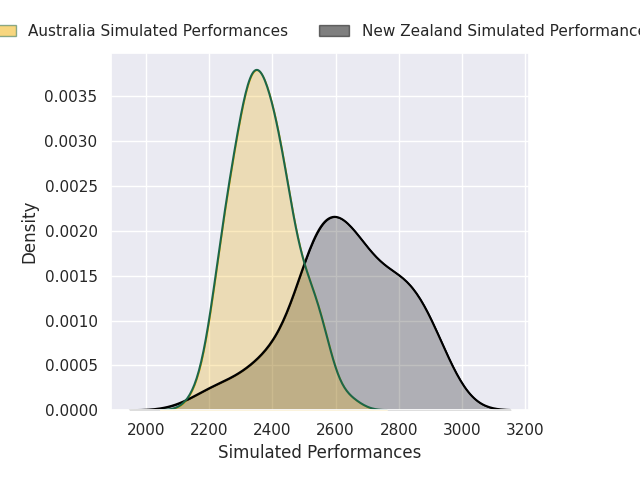 Australia Simulated Performances
New Zealand Simulated Performance
0.0035
0.0030
0.0025
0.0020
0.0015
0.0010
0.0005
0.0000
Density
2000 2200 2400 2600 2800 3000 3200
Simulated Performances